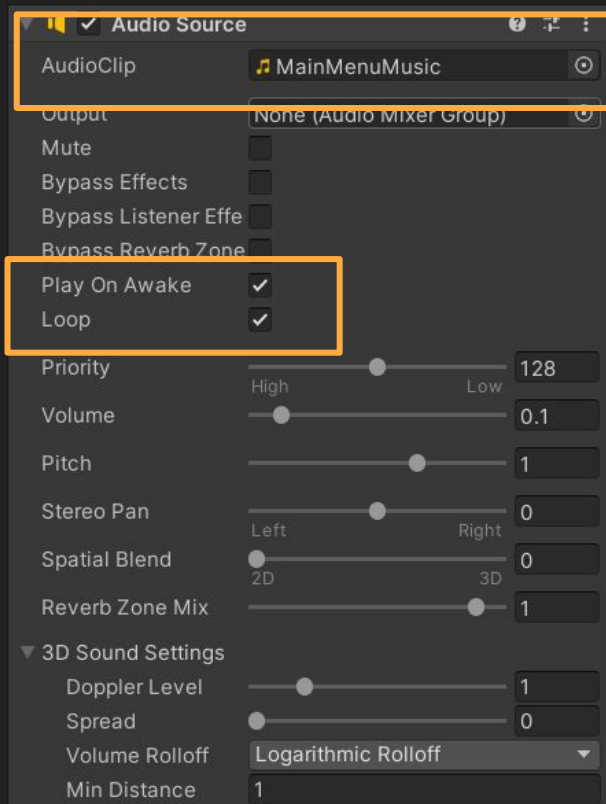 Audio Source
AudioClip MainMenuMusic
Output None (Audio Mixer Group)
Mute
Bypass Effects
Bypass Listener Effe
Bypass Reverb Zone
Play On Awake
Loop
Priority 128
High Low
Volume 0.1
Pitch 1
Stereo Pan 0
Left Right
Spatial Blend 0
2D 3D
Reverb Zone Mix 1
3D Sound Settings
Doppler Level 1
Spread 0
Volume Rolloff Logarithmic Rolloff
Min Distance 1